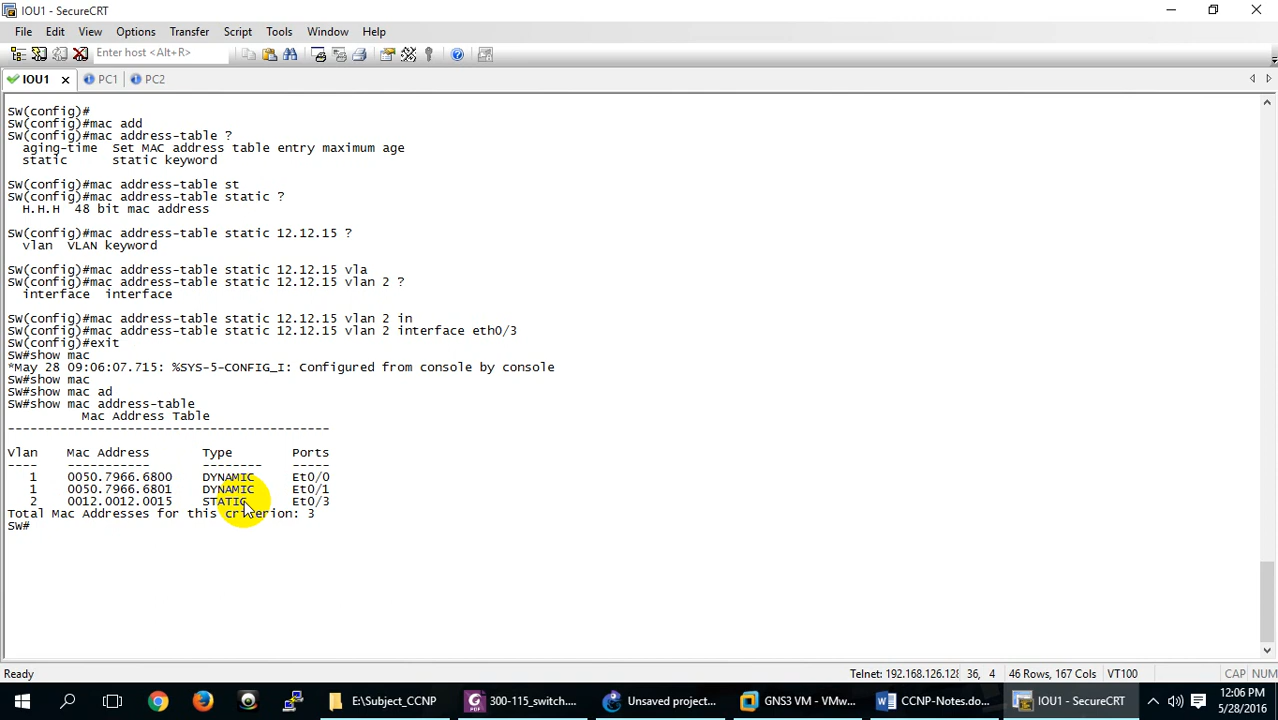 IOU1 - SecureCRT
File Edit View Options Transfer Script Tools Window Help
Enter host <Alt+R>
IOU1 PC1 PC2
SW(config)#
SW(config)#mac add
SW(config)#mac address-table ?
  aging-time  Set MAC address table entry maximum age
  static      static keyword
SW(config)#mac address-table st
SW(config)#mac address-table static ?
  H.H.H  48 bit mac address
SW(config)#mac address-table static 12.12.15 ?
  vlan  VLAN keyword
SW(config)#mac address-table static 12.12.15 vla
SW(config)#mac address-table static 12.12.15 vlan 2 ?
  interface  interface
SW(config)#mac address-table static 12.12.15 vlan 2 in
SW(config)#mac address-table static 12.12.15 vlan 2 interface eth0/3
SW(config)#exit
SW#show mac
*May 28 09:06:07.715: %SYS-5-CONFIG_I: Configured from console by console
SW#show mac
SW#show mac ad
SW#show mac address-table
          Mac Address Table
-------------------------------------------
Vlan    Mac Address       Type        Ports
----    -----------       --------    -----
   1    0050.7966.6800    DYNAMIC     Et0/0
   1    0050.7966.6801    DYNAMIC     Et0/1
   2    0012.0012.0015    STATIC      Et0/3
Total Mac Addresses for this criterion: 3
SW#
Ready Telnet: 192.168.126.128 36, 4 46 Rows, 167 Cols VT100 CAP NUM
E:\Subject_CCNP 300-115_switch.... Unsaved project... GNS3 VM - VMw... CCNP-Notes.do... IOU1 - SecureCRT 12:06 PM
5/28/2016